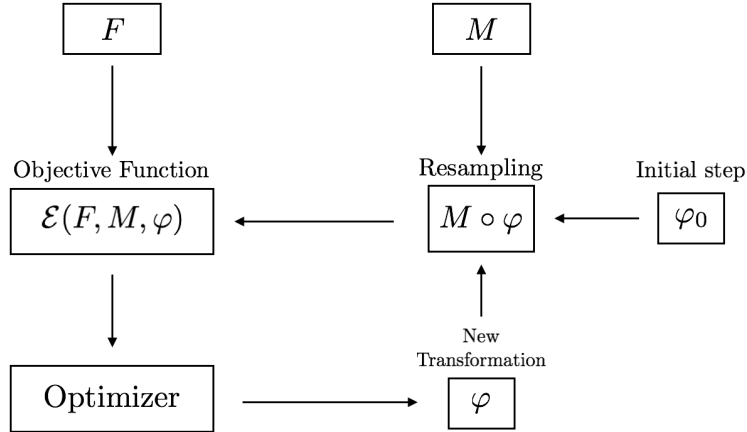 F
M
Objective Function
Resampling
Initial step
ℰ(F, M, φ)
M ∘ φ
φ₀
New
Transformation
Optimizer
φ